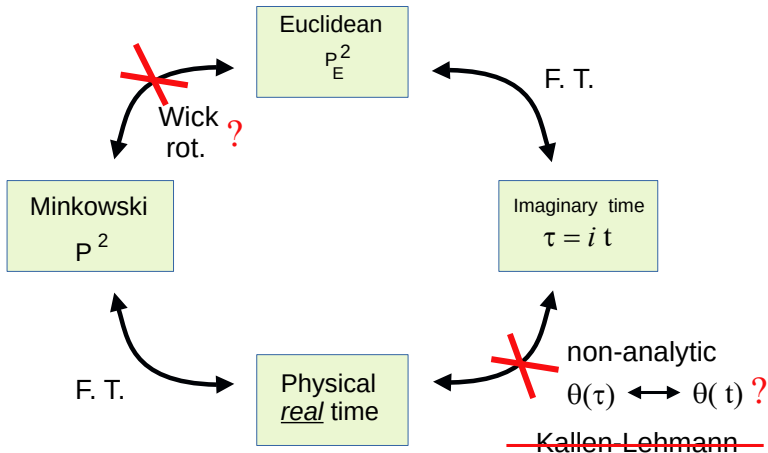 Euclidean
P_E^2
F. T.
Wick
rot. ?
Minkowski
P^2
Imaginary time
τ = i t
F. T.
Physical
real time
non-analytic
θ(τ) ↔ θ( t) ?
Kallen-Lehmann